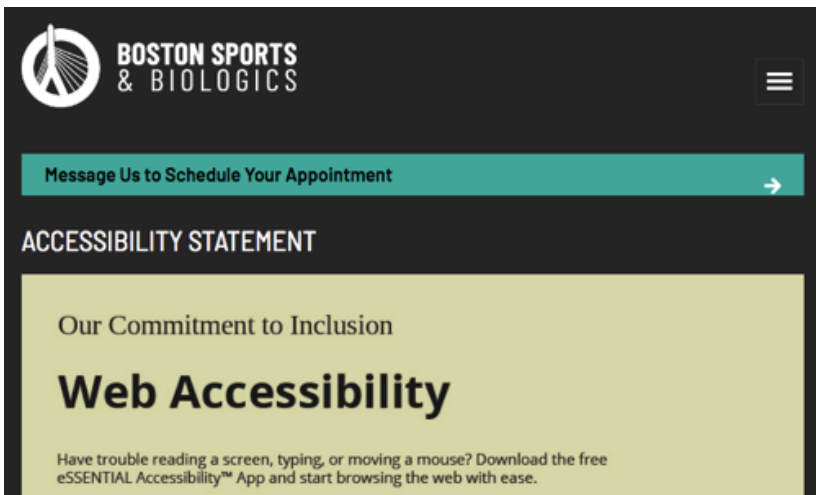 BOSTON SPORTS
& BIOLOGICS
Message Us to Schedule Your Appointment
ACCESSIBILITY STATEMENT
Our Commitment to Inclusion
Web Accessibility
Have trouble reading a screen, typing, or moving a mouse? Download the free
eSSENTIAL Accessibility™ App and start browsing the web with ease.